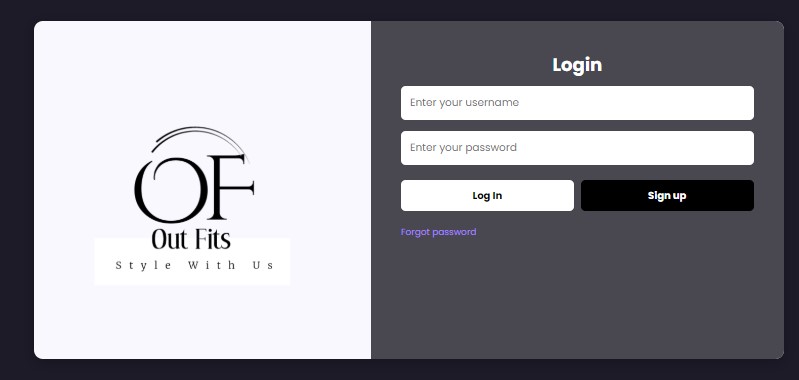 OF
Out Fits
Style With Us
Login
Enter your username
Enter your password
Log In
Sign up
Forgot password